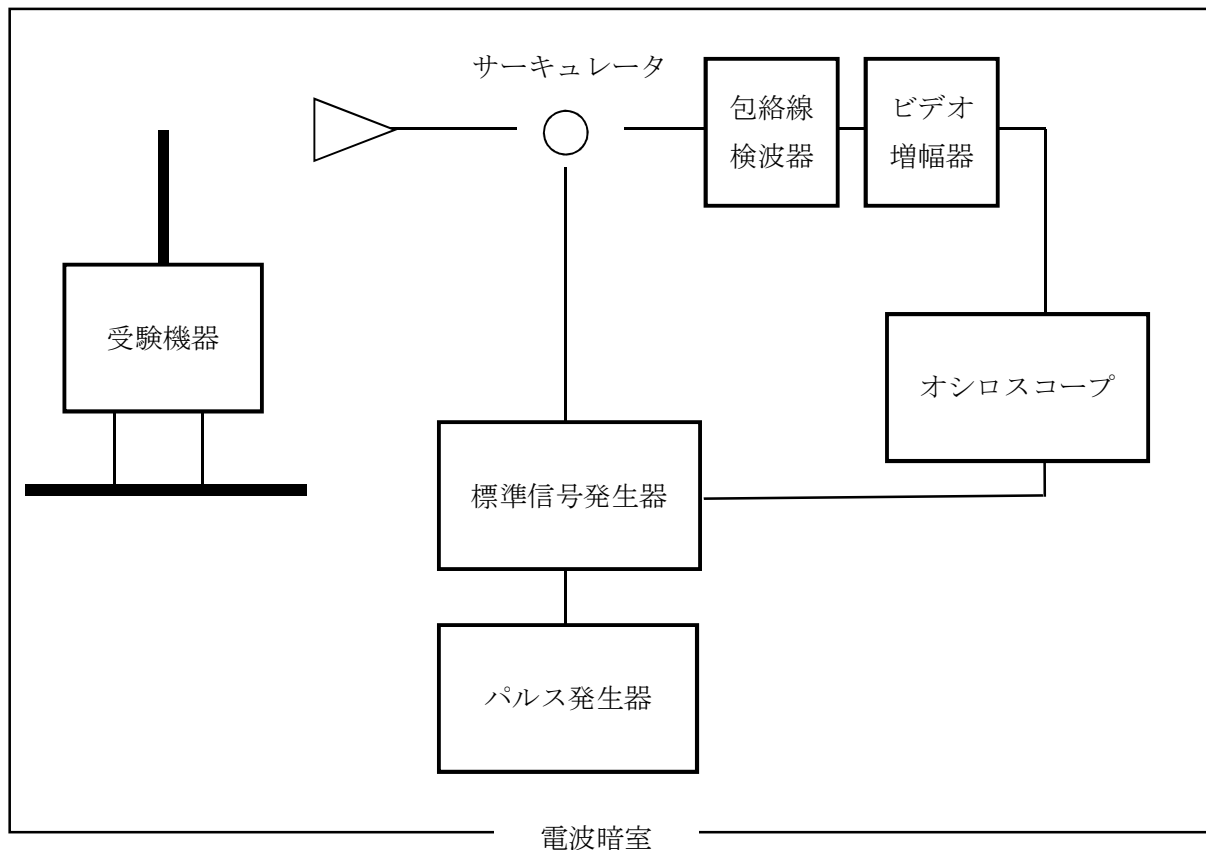 サーキュレータ
包絡線
検波器
ビデオ
増幅器
受験機器
オシロスコープ
標準信号発生器
パルス発生器
電波暗室